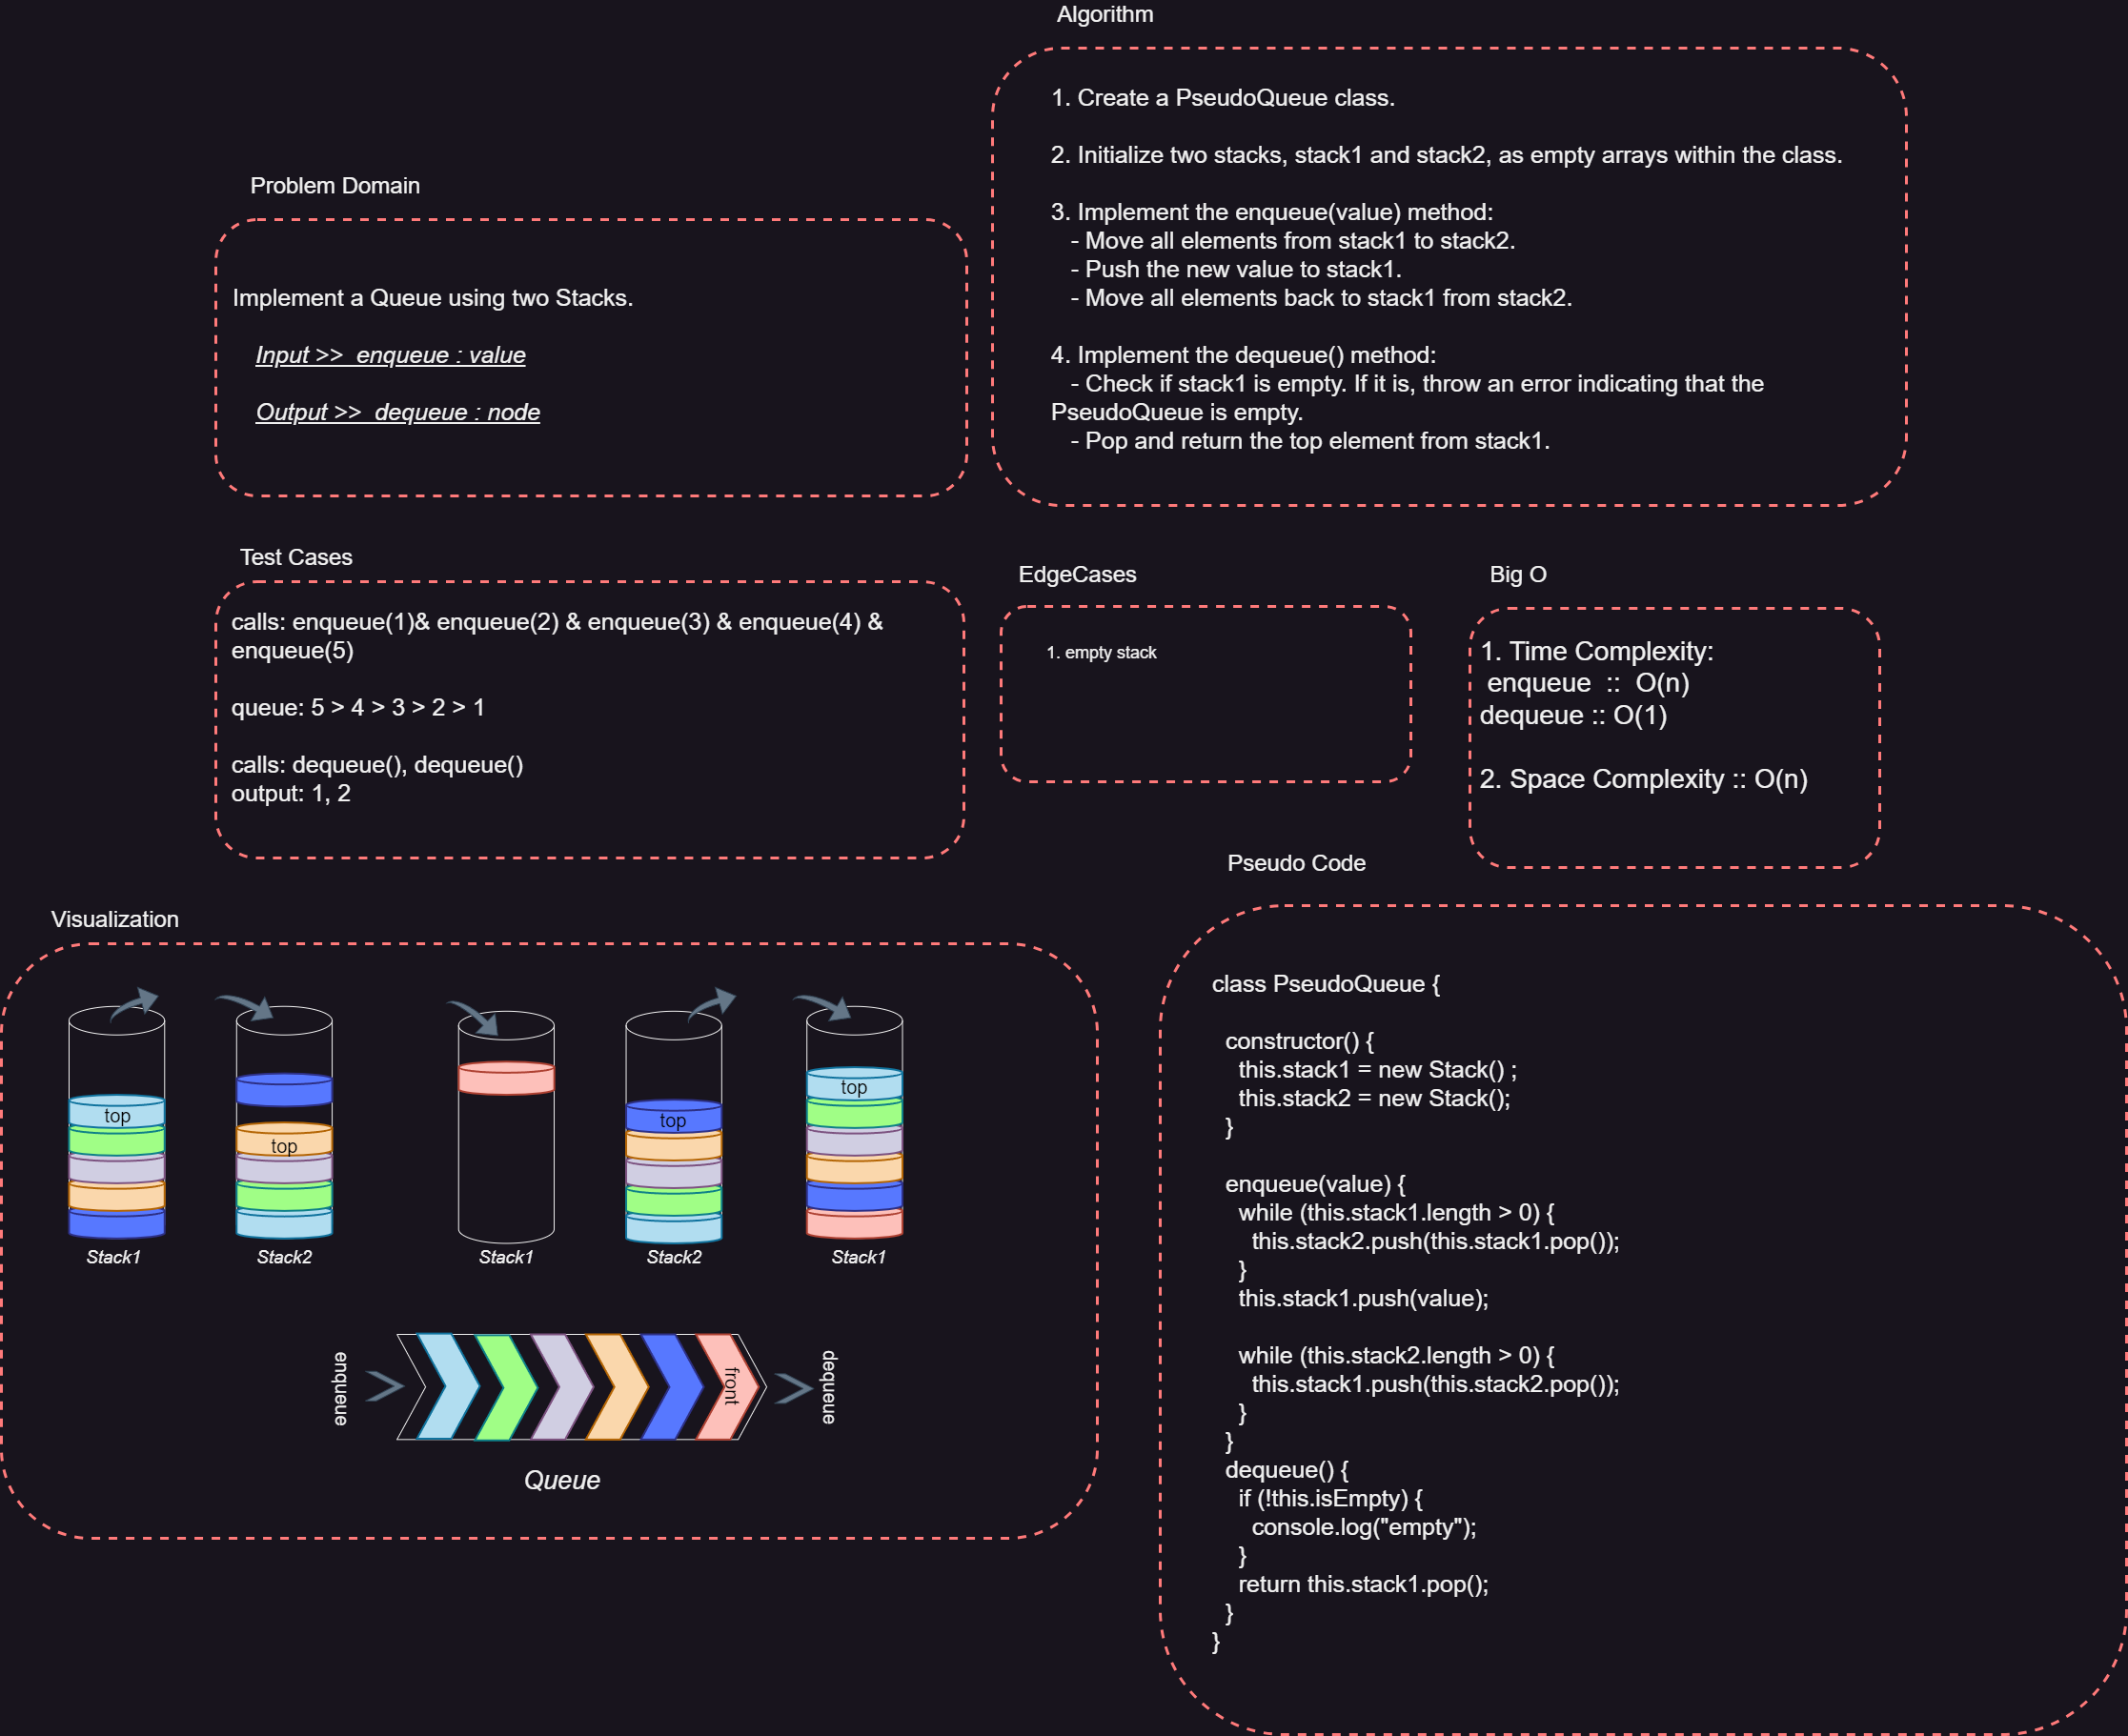 Algorithm
1. Create a PseudoQueue class.
2. Initialize two stacks, stack1 and stack2, as empty arrays within the class.
3. Implement the enqueue(value) method:
- Move all elements from stack1 to stack2.
- Push the new value to stack1.
- Move all elements back to stack1 from stack2.
4. Implement the dequeue() method:
- Check if stack1 is empty. If it is, throw an error indicating that the
PseudoQueue is empty.
- Pop and return the top element from stack1.
Problem Domain
Implement a Queue using two Stacks.
Input >>  enqueue : value
Output >>  dequeue : node
Test Cases
calls: enqueue(1)& enqueue(2) & enqueue(3) & enqueue(4) &
enqueue(5)
queue: 5 > 4 > 3 > 2 > 1
calls: dequeue(), dequeue()
output: 1, 2
EdgeCases
1. empty stack
Big O
1. Time Complexity:
enqueue  ::  O(n)
dequeue :: O(1)
2. Space Complexity :: O(n)
Visualization
top
top
top
top
Stack1
Stack2
Stack1
Stack2
Stack1
enqueue
front
dequeue
Queue
Pseudo Code
class PseudoQueue {
constructor() {
this.stack1 = new Stack() ;
this.stack2 = new Stack();
}
enqueue(value) {
while (this.stack1.length > 0) {
this.stack2.push(this.stack1.pop());
}
this.stack1.push(value);
while (this.stack2.length > 0) {
this.stack1.push(this.stack2.pop());
}
}
dequeue() {
if (!this.isEmpty) {
console.log("empty");
}
return this.stack1.pop();
}
}